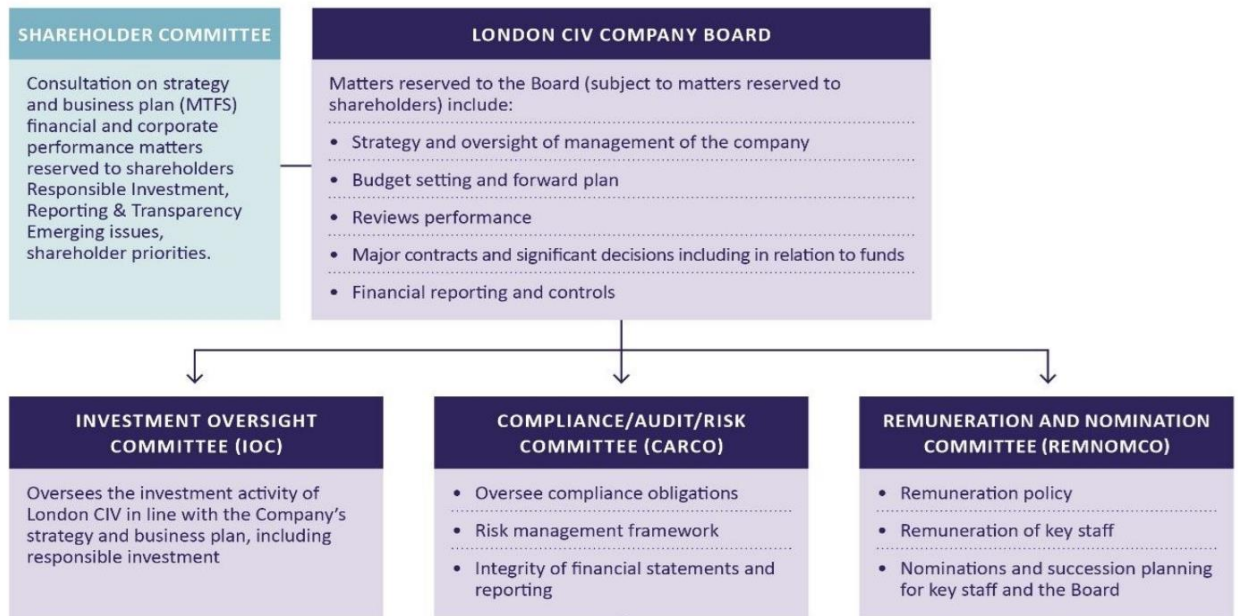 SHAREHOLDER COMMITTEE
Consultation on strategy
and business plan (MTFS)
financial and corporate
performance matters
reserved to shareholders
Responsible Investment,
Reporting & Transparency
Emerging issues,
shareholder priorities.
LONDON CIV COMPANY BOARD
Matters reserved to the Board (subject to matters reserved to
shareholders) include:
• Strategy and oversight of management of the company
• Budget setting and forward plan
• Reviews performance
• Major contracts and significant decisions including in relation to funds
• Financial reporting and controls
INVESTMENT OVERSIGHT
COMMITTEE (IOC)
Oversees the investment activity of
London CIV in line with the Company's
strategy and business plan, including
responsible investment
COMPLIANCE/AUDIT/RISK
COMMITTEE (CARCO)
• Oversee compliance obligations
• Risk management framework
• Integrity of financial statements and
reporting
REMUNERATION AND NOMINATION
COMMITTEE (REMNOMCO)
• Remuneration policy
• Remuneration of key staff
• Nominations and succession planning
for key staff and the Board